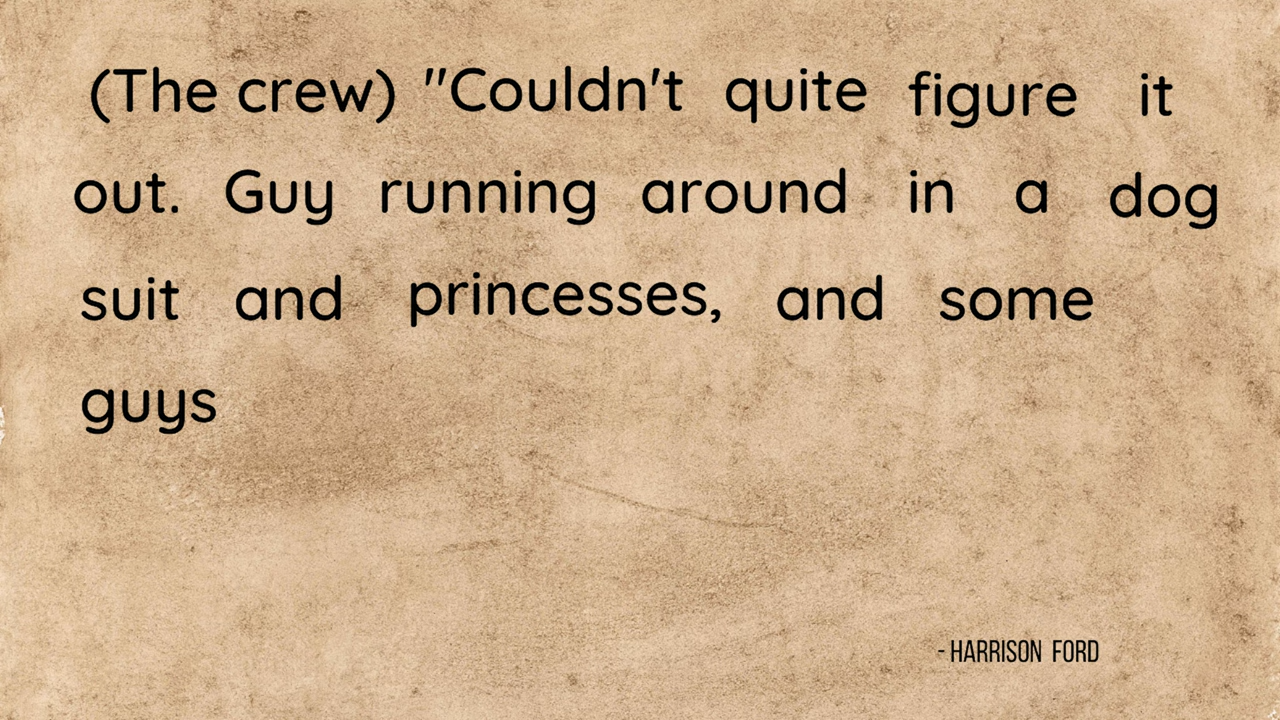 (The crew) "Couldn't quite figure it
out. Guy running around in a dog
suit and princesses, and some
guys
- HARRISON FORD